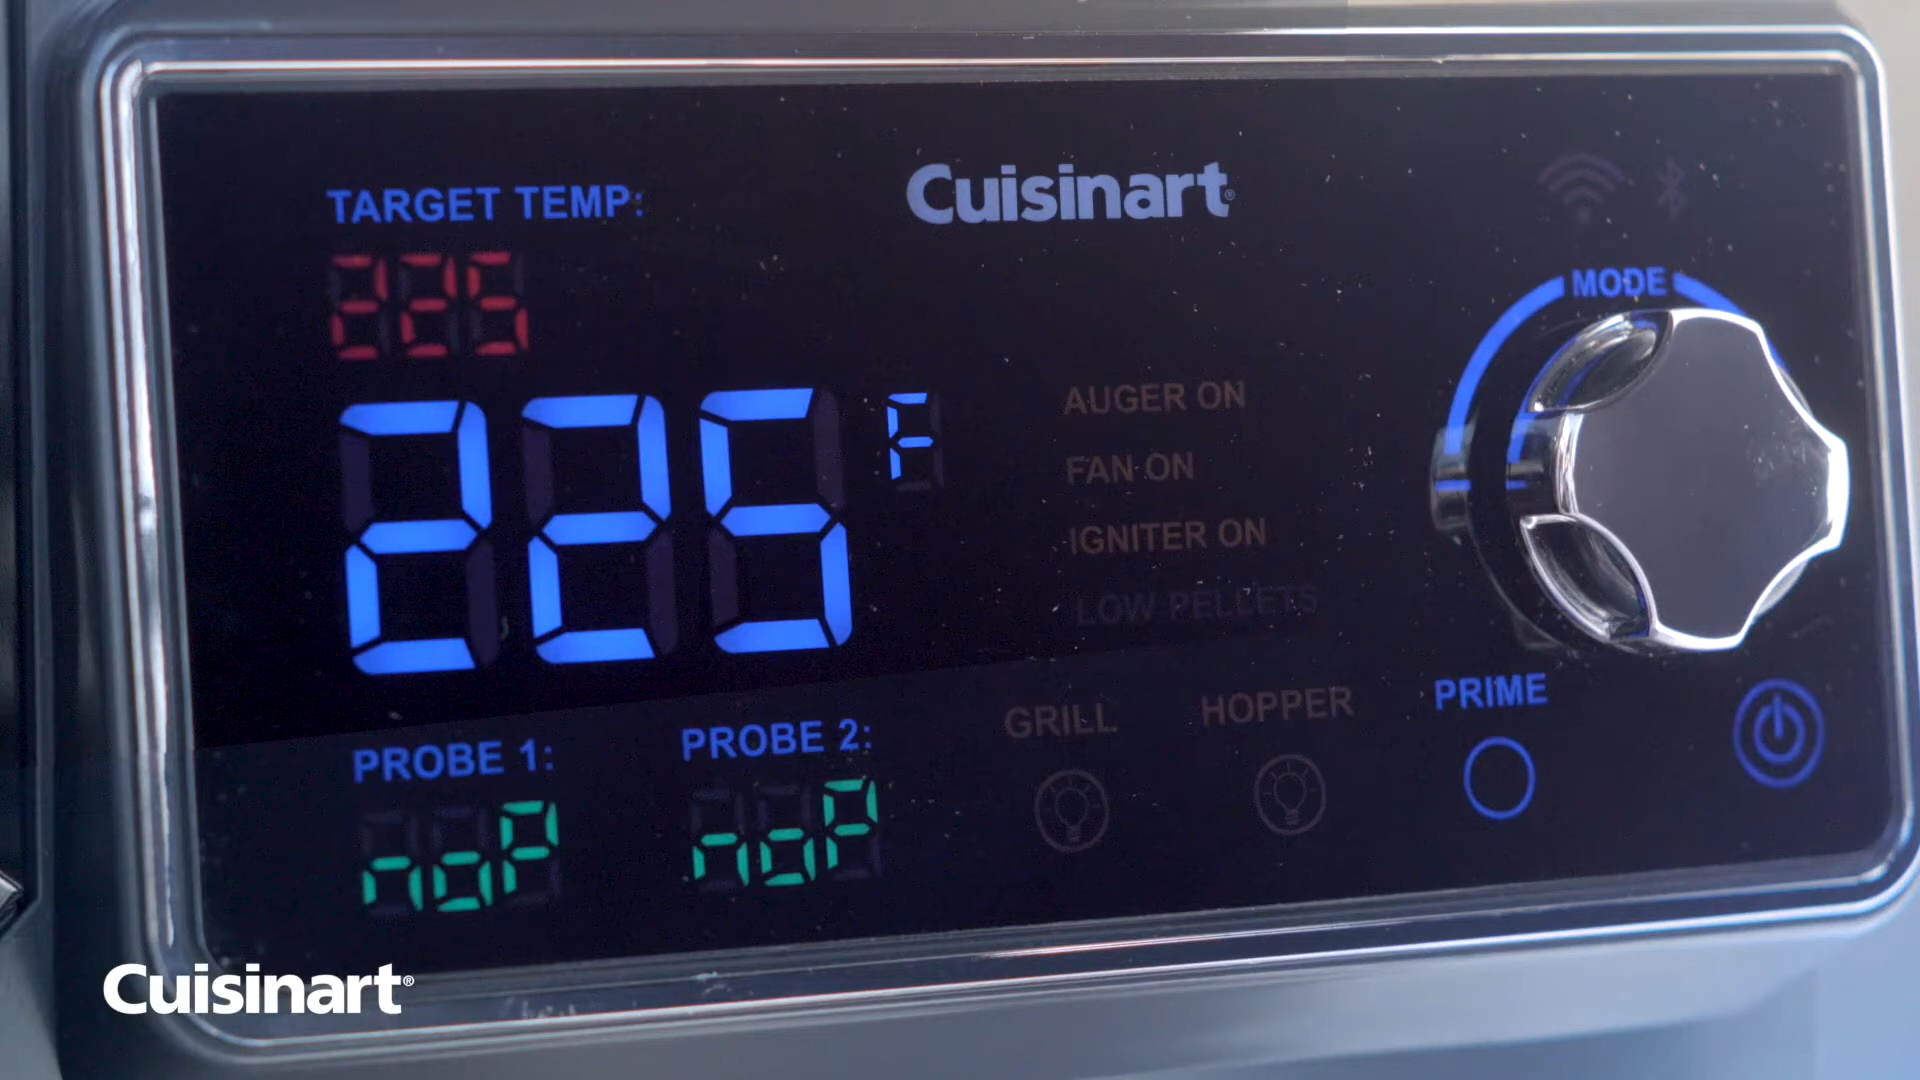 TARGET TEMP:
Cuisinart®
225
MODE
225 F
AUGER ON
FAN ON
IGNITER ON
LOW PELLETS
PROBE 1:
PROBE 2:
GRILL
HOPPER
PRIME
noP
noP
Cuisinart®